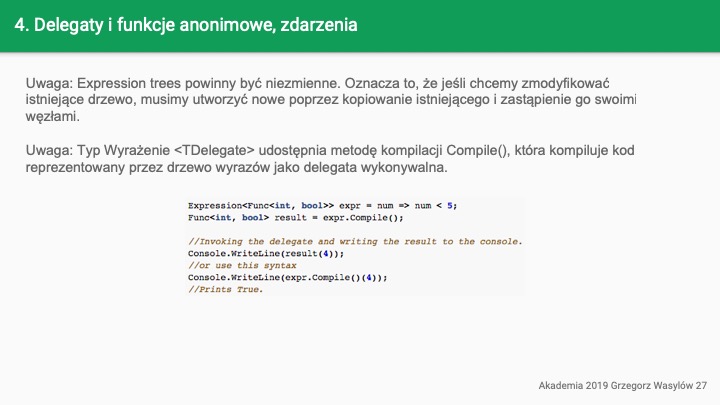 4. Delegaty i funkcje anonimowe, zdarzenia
Uwaga: Expression trees powinny być niezmienne. Oznacza to, że jeśli chcemy zmodyfikować
istniejące drzewo, musimy utworzyć nowe poprzez kopiowanie istniejącego i zastąpienie go swoimi
węzłami.
Uwaga: Typ Wyrażenie <TDelegate> udostępnia metodę kompilacji Compile(), która kompiluje kod
reprezentowany przez drzewo wyrazów jako delegata wykonywalna.
Expression<Func<int, bool>> expr = num => num < 5;
Func<int, bool> result = expr.Compile();
//Invoking the delegate and writing the result to the console.
Console.WriteLine(result(4));
//or use this syntax
Console.WriteLine(expr.Compile()(4));
//Prints True.
Akademia 2019 Grzegorz Wasylów 27